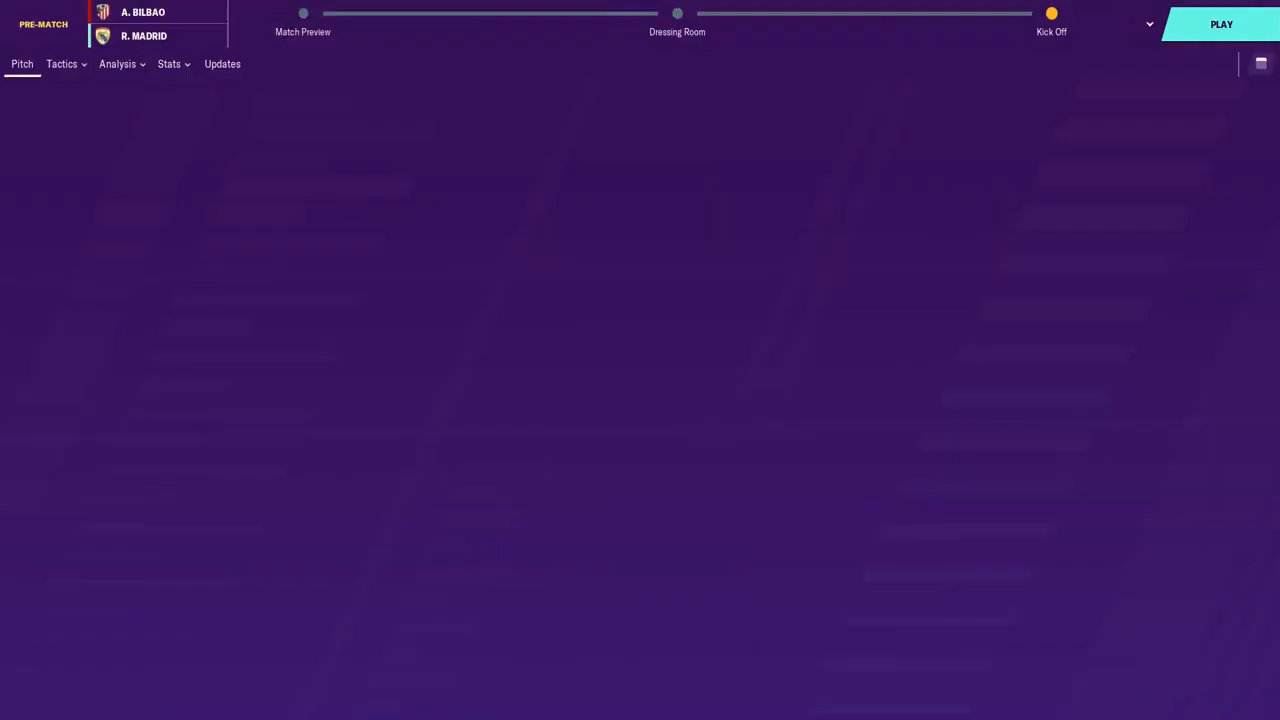 PRE-MATCH
A. BILBAO
R. MADRID
Match Preview
Dressing Room
Kick Off
PLAY
Pitch
Tactics
Analysis
Stats
Updates